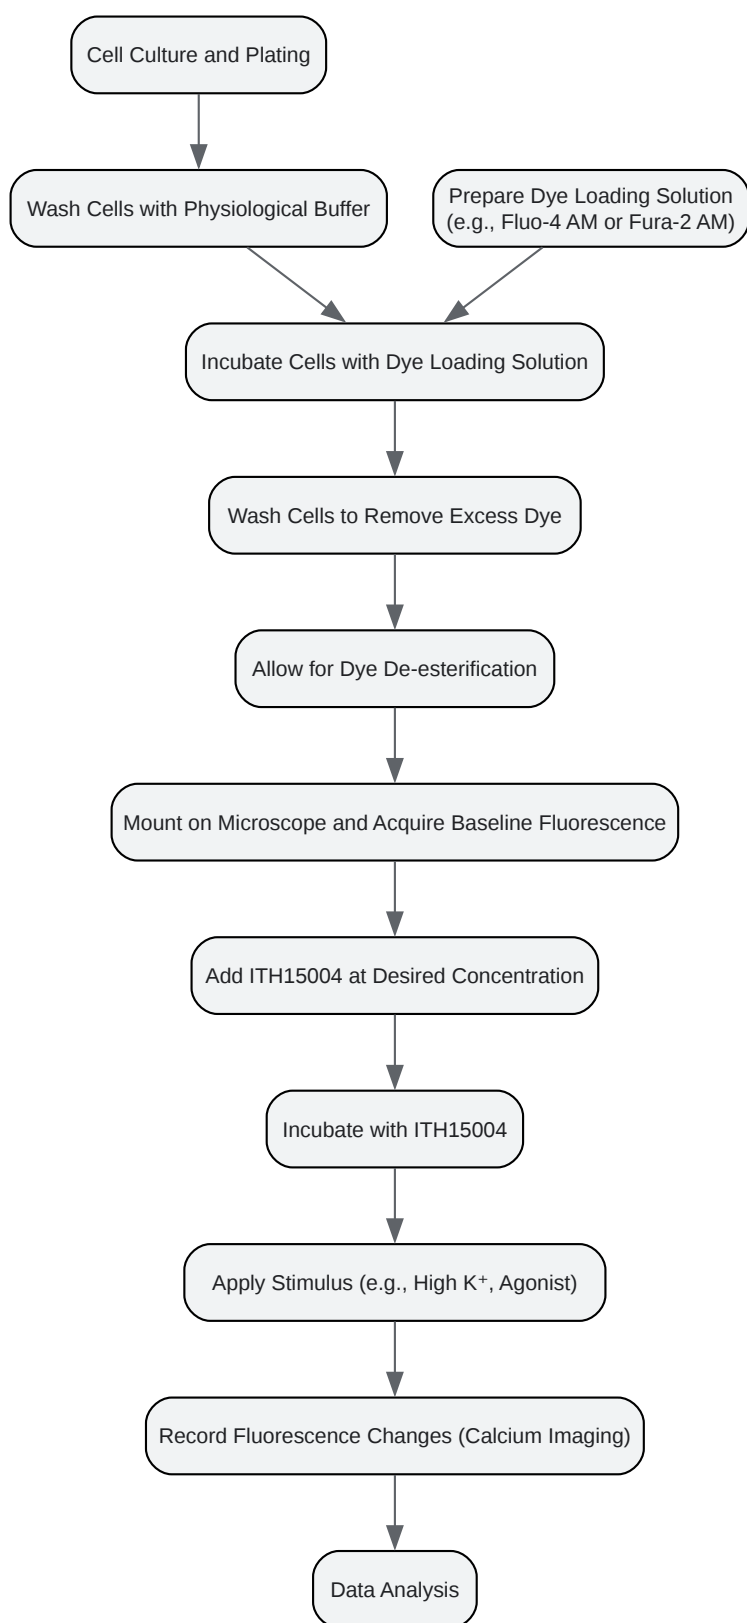 Cell Culture and Plating
Wash Cells with Physiological Buffer
Prepare Dye Loading Solution
(e.g., Fluo-4 AM or Fura-2 AM)
Incubate Cells with Dye Loading Solution
Wash Cells to Remove Excess Dye
Allow for Dye De-esterification
Mount on Microscope and Acquire Baseline Fluorescence
Add ITH15004 at Desired Concentration
Incubate with ITH15004
Apply Stimulus (e.g., High K⁺, Agonist)
Record Fluorescence Changes (Calcium Imaging)
Data Analysis